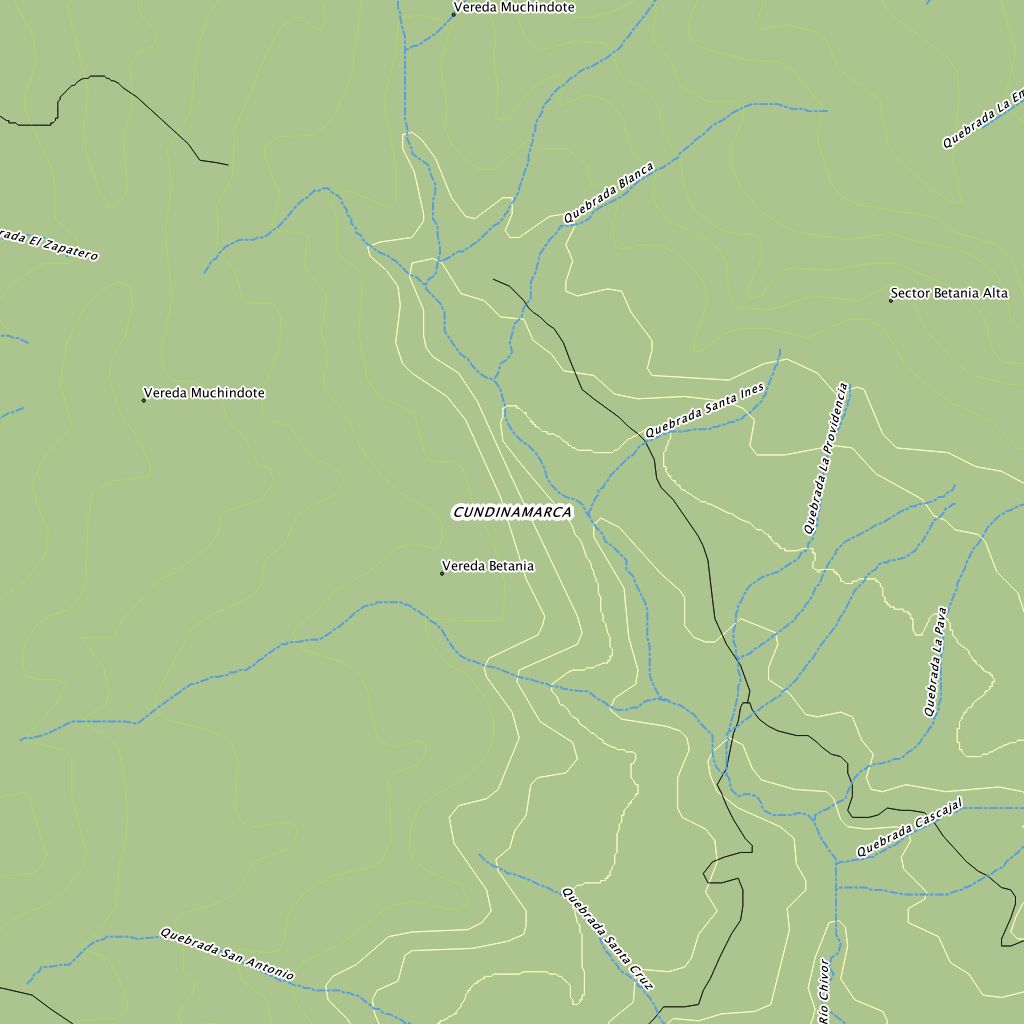 Vereda Muchindote
Quebrada La Em
Quebrada Blanca
rada El Zapatero
Sector Betania Alta
Vereda Muchindote
Quebrada Santa Ines
Quebrada La Providencia
CUNDINAMARCA
Vereda Betania
Quebrada La Pava
Quebrada Cascajal
Quebrada Santa Cruz
Quebrada San Antonio
Rio Chivor